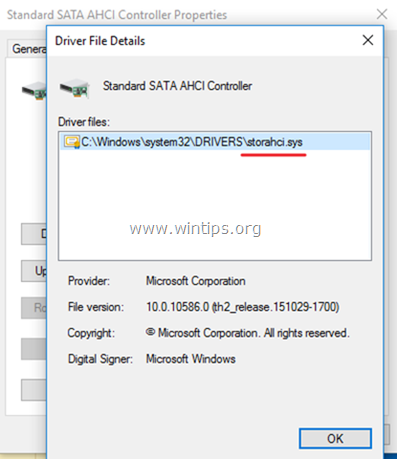 Standard SATA AHCI Controller Properties
Genera
Driver File Details
Standard SATA AHCI Controller
Driver files:
C:\Windows\system32\DRIVERS\storahci.sys
www.wintips.org
D
Up
Ro
Provider: Microsoft Corporation
File version: 10.0.10586.0 (th2_release.151029-1700)
Copyright: © Microsoft Corporation. All rights reserved.
Digital Signer: Microsoft Windows
OK